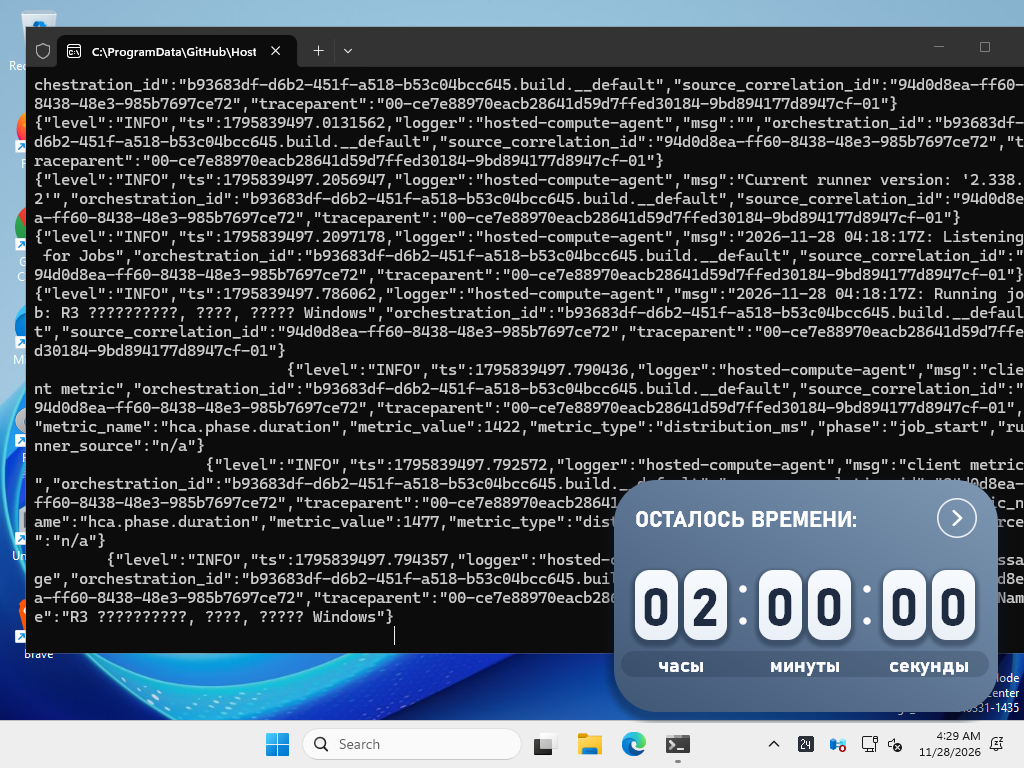 C:\ProgramData\GitHub\Host
chestration_id":"b93683df-d6b2-451f-a518-b53c04bcc645.build.__default","source_correlation_id":"94d0d8ea-ff60-
8438-48e3-985b7697ce72","traceparent":"00-ce7e88970eacb28641d59d7ffed30184-9bd894177d8947cf-01"}
{"level":"INFO","ts":1795839497.0131562,"logger":"hosted-compute-agent","msg":"","orchestration_id":"b93683df-
d6b2-451f-a518-b53c04bcc645.build.__default","source_correlation_id":"94d0d8ea-ff60-8438-48e3-985b7697ce72","t
raceparent":"00-ce7e88970eacb28641d59d7ffed30184-9bd894177d8947cf-01"}
{"level":"INFO","ts":1795839497.2056947,"logger":"hosted-compute-agent","msg":"Current runner version: '2.338.
2'","orchestration_id":"b93683df-d6b2-451f-a518-b53c04bcc645.build.__default","source_correlation_id":"94d0d8e
a-ff60-8438-48e3-985b7697ce72","traceparent":"00-ce7e88970eacb28641d59d7ffed30184-9bd894177d8947cf-01"}
{"level":"INFO","ts":1795839497.2097178,"logger":"hosted-compute-agent","msg":"2026-11-28 04:18:17Z: Listening
for Jobs","orchestration_id":"b93683df-d6b2-451f-a518-b53c04bcc645.build.__default","source_correlation_id":"
94d0d8ea-ff60-8438-48e3-985b7697ce72","traceparent":"00-ce7e88970eacb28641d59d7ffed30184-9bd894177d8947cf-01"}
{"level":"INFO","ts":1795839497.786062,"logger":"hosted-compute-agent","msg":"2026-11-28 04:18:17Z: Running jo
b: R3 ??????????, ????, ????? Windows","orchestration_id":"b93683df-d6b2-451f-a518-b53c04bcc645.build.__defaul
t","source_correlation_id":"94d0d8ea-ff60-8438-48e3-985b7697ce72","traceparent":"00-ce7e88970eacb28641d59d7ffe
d30184-9bd894177d8947cf-01"}
{"level":"INFO","ts":1795839497.790436,"logger":"hosted-compute-agent","msg":"clie
nt metric","orchestration_id":"b93683df-d6b2-451f-a518-b53c04bcc645.build.__default","source_correlation_id":"
94d0d8ea-ff60-8438-48e3-985b7697ce72","traceparent":"00-ce7e88970eacb28641d59d7ffed30184-9bd894177d8947cf-01",
"metric_name":"hca.phase.duration","metric_value":1422,"metric_type":"distribution_ms","phase":"job_start","ru
nner_source":"n/a"}
{"level":"INFO","ts":1795839497.792572,"logger":"hosted-compute-agent","msg":"client metric
","orchestration_id":"b93683df-d6b2-451f-a518-b53c04bcc645.build.
ff60-8438-48e3-985b7697ce72","traceparent":"00-ce7e88970eacb28641
ame":"hca.phase.duration","metric_value":1477,"metric_type":"dist
":"n/a"}
{"level":"INFO","ts":1795839497.794357,"logger":"hosted-c
ge","orchestration_id":"b93683df-d6b2-451f-a518-b53c04bcc645.buil
a-ff60-8438-48e3-985b7697ce72","traceparent":"00-ce7e88970eacb286
e":"R3 ??????????, ????, ????? Windows"}
Brave
ОСТАЛОСЬ ВРЕМЕНИ:
02:00:00
часы минуты секунды
Search
24
4:29 AM
11/28/2026